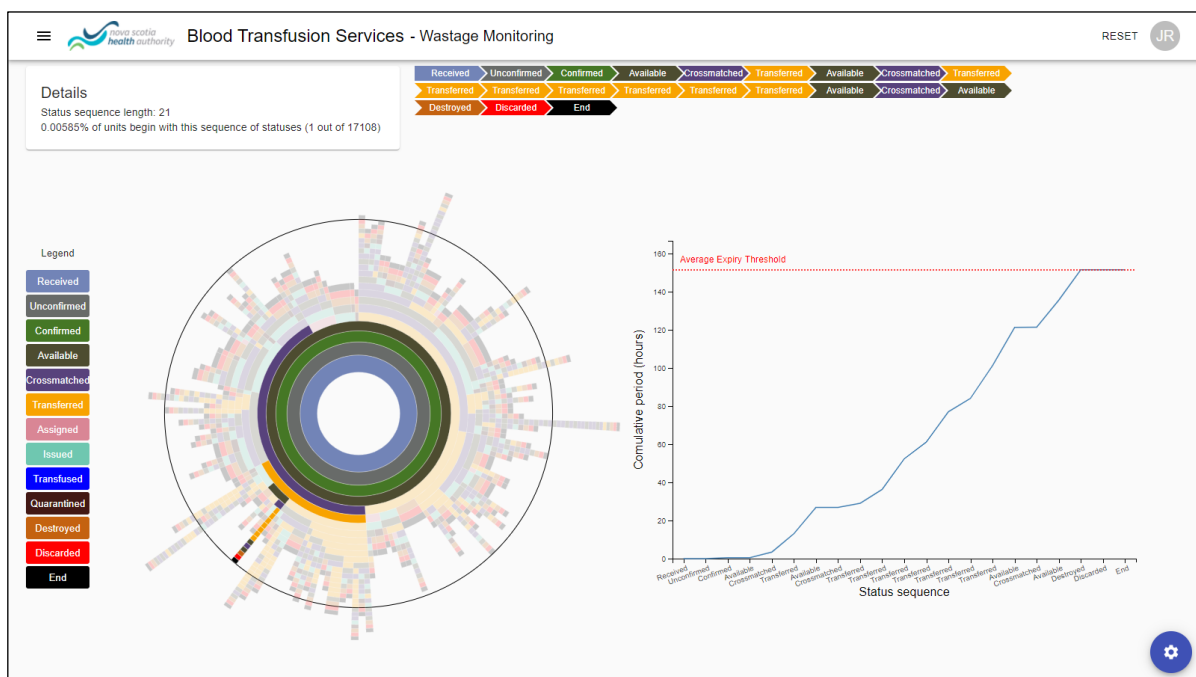 nova scotia
health authority
Blood Transfusion Services - Wastage Monitoring
RESET
JR
Details
Status sequence length: 21
0.00585% of units begin with this sequence of statuses (1 out of 17108)
Received Unconfirmed Confirmed Available Crossmatched Transferred Available Crossmatched Transferred
Transferred Transferred Transferred Transferred Transferred Transferred Available Crossmatched Available
Destroyed Discarded End
Legend
Received
Unconfirmed
Confirmed
Available
Crossmatched
Transferred
Assigned
Issued
Transfused
Quarantined
Destroyed
Discarded
End
Average Expiry Threshold
160
140
120
100
80
60
40
20
0
Comulative period (hours)
Received Unconfirmed Confirmed Available Crossmatched Transferred Available Crossmatched Transferred Transferred Transferred Transferred Transferred Transferred Transferred Available Crossmatched Available Destroyed Discarded End
Status sequence